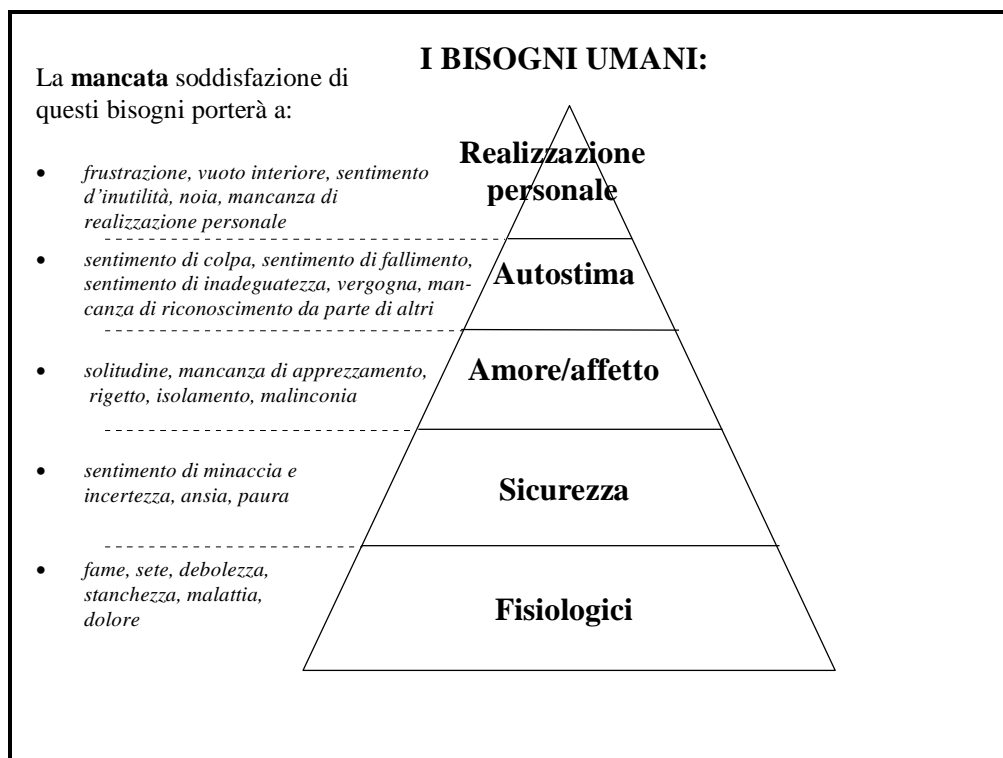 I BISOGNI UMANI:
La mancata soddisfazione di
questi bisogni porterà a:
• frustrazione, vuoto interiore, sentimento
d'inutilità, noia, mancanza di
realizzazione personale
Realizzazione
personale
• sentimento di colpa, sentimento di fallimento,
sentimento di inadeguatezza, vergogna, man-
canza di riconoscimento da parte di altri
Autostima
• solitudine, mancanza di apprezzamento,
rigetto, isolamento, malinconia
Amore/affetto
• sentimento di minaccia e
incertezza, ansia, paura
Sicurezza
• fame, sete, debolezza,
stanchezza, malattia,
dolore
Fisiologici